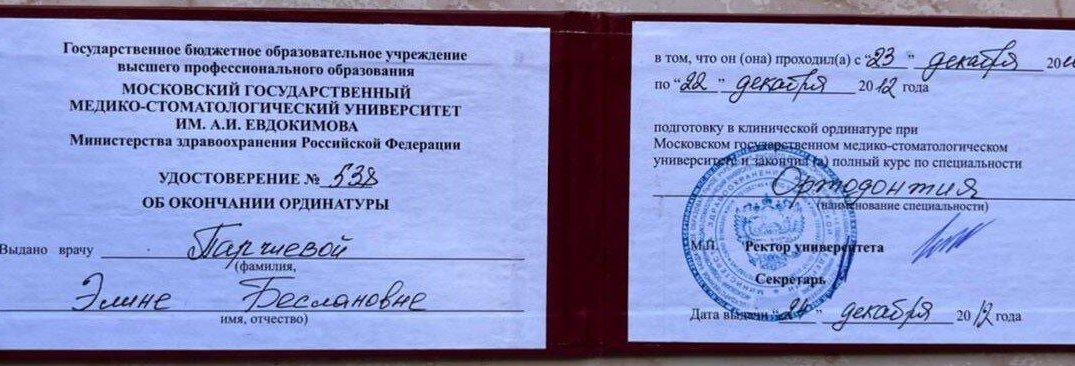 Государственное бюджетное образовательное учреждение
высшего профессионального образования
МОСКОВСКИЙ ГОСУДАРСТВЕННЫЙ
МЕДИКО-СТОМАТОЛОГИЧЕСКИЙ УНИВЕРСИТЕТ
ИМ. А.И. ЕВДОКИМОВА
Министерства здравоохранения Российской Федерации
УДОСТОВЕРЕНИЕ № 538
ОБ ОКОНЧАНИИ ОРДИНАТУРЫ
Выдано врачу Парчиевой
(фамилия,
Элине Беслановне
имя, отчество)
в том, что он (она) проходил(а) с "23" декабря 20
по "22" декабря 2012 года
подготовку в клинической ординатуре при
Московском государственном медико-стоматологическом
университете и закончил (а) полный курс по специальности
Ортодонтия
(наименование специальности)
М.П. Ректор университета
Секретарь
Дата выдачи "24" декабря 2012 года